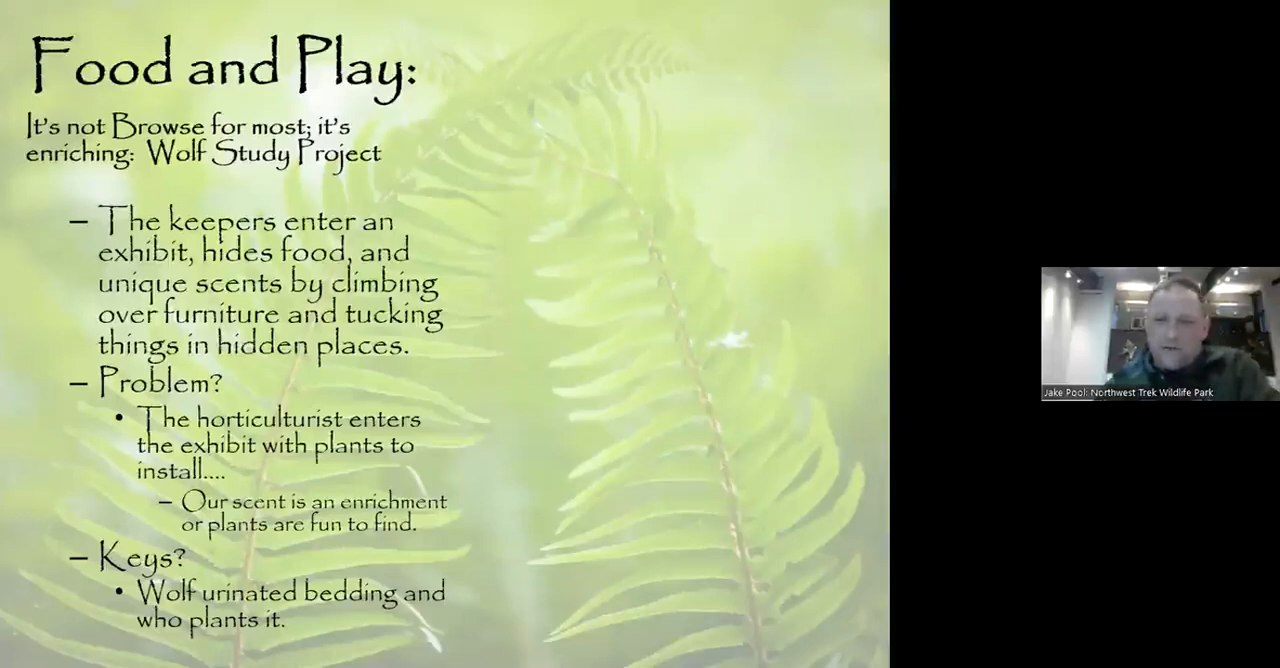 Food and Play:
It's not Browse for most; it's
enriching: Wolf Study Project
– The keepers enter an
exhibit, hides food, and
unique scents by climbing
over furniture and tucking
things in hidden places.
– Problem?
• The horticulturist enters
the exhibit with plants to
install....
– Our scent is an enrichment
or plants are fun to find.
– Keys?
• Wolf urinated bedding and
who plants it.
Jake Pool: Northwest Trek Wildlife Park